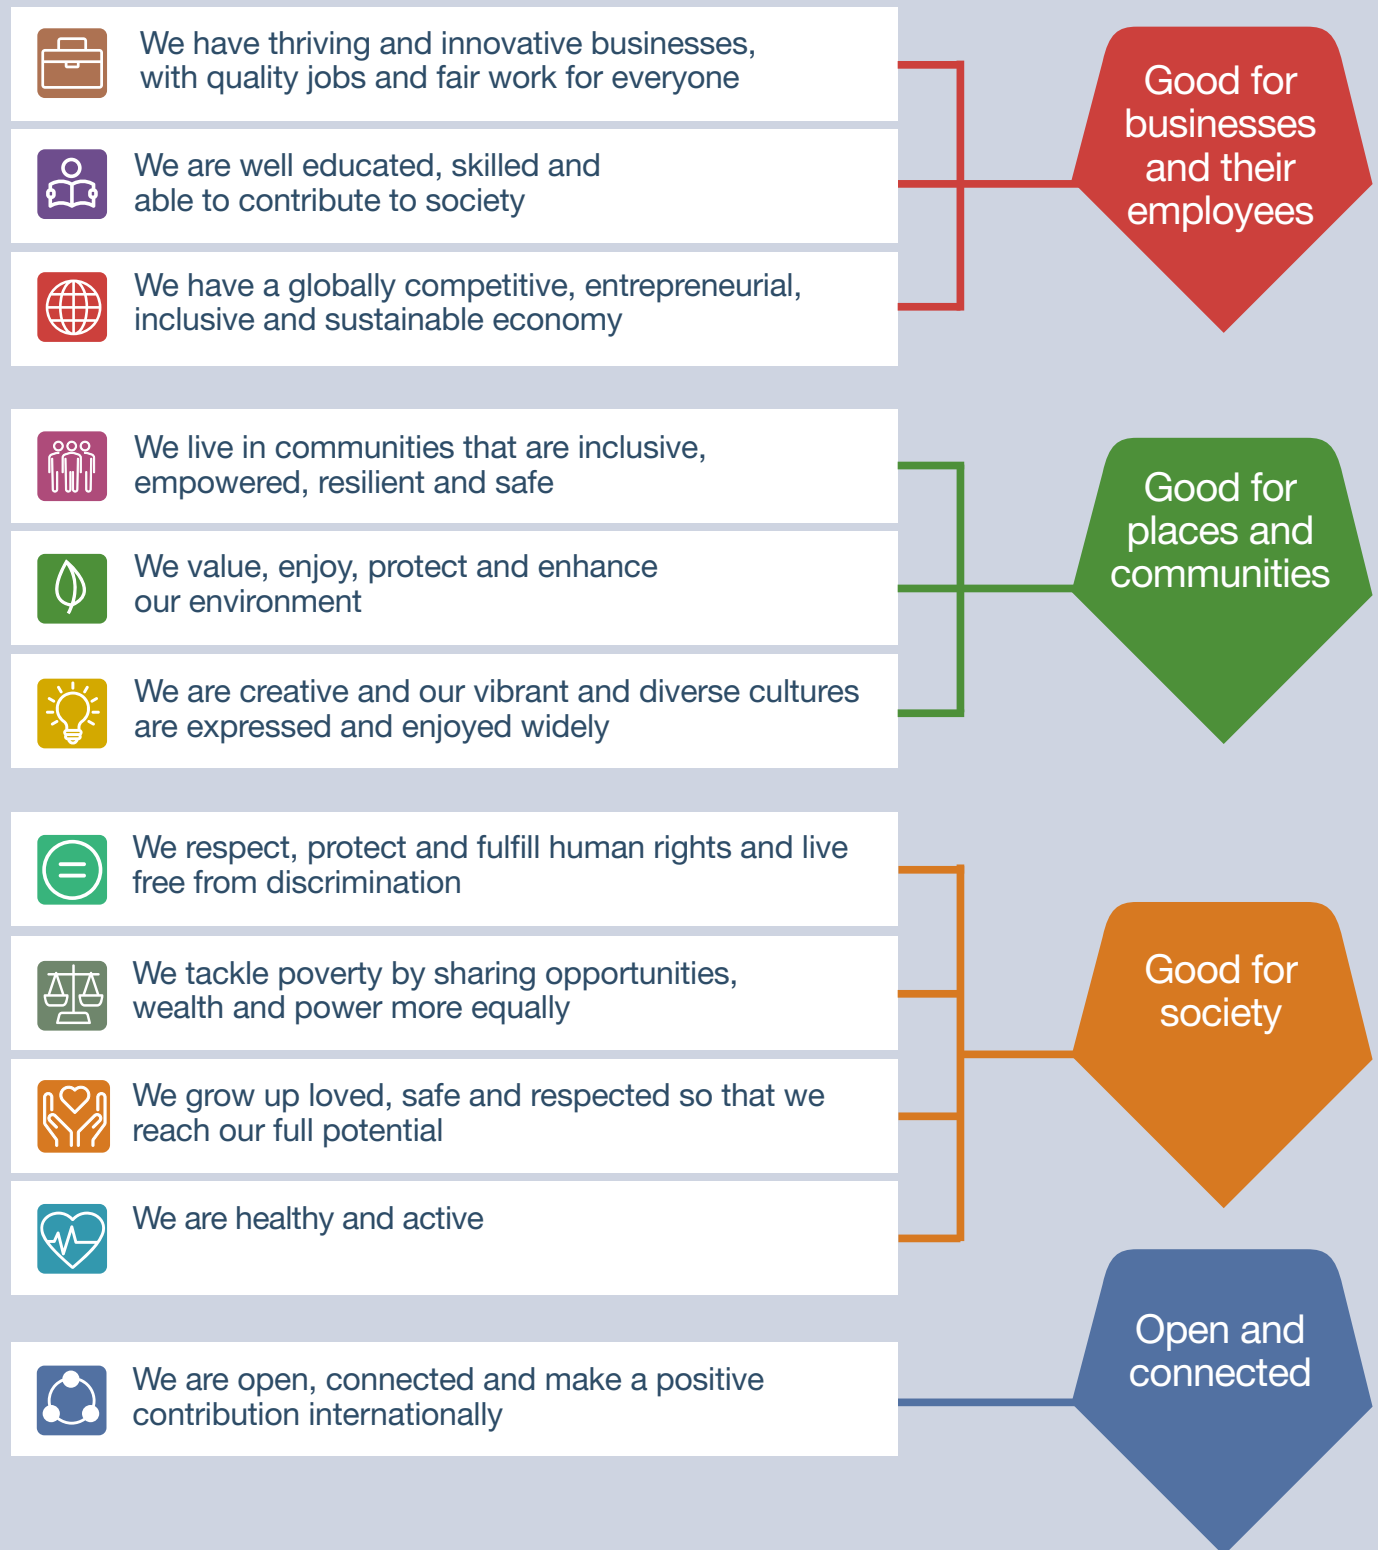 We have thriving and innovative businesses,
with quality jobs and fair work for everyone
We are well educated, skilled and
able to contribute to society
We have a globally competitive, entrepreneurial,
inclusive and sustainable economy
Good for
businesses
and their
employees
We live in communities that are inclusive,
empowered, resilient and safe
We value, enjoy, protect and enhance
our environment
We are creative and our vibrant and diverse cultures
are expressed and enjoyed widely
Good for
places and
communities
We respect, protect and fulfill human rights and live
free from discrimination
We tackle poverty by sharing opportunities,
wealth and power more equally
We grow up loved, safe and respected so that we
reach our full potential
We are healthy and active
Good for
society
We are open, connected and make a positive
contribution internationally
Open and
connected